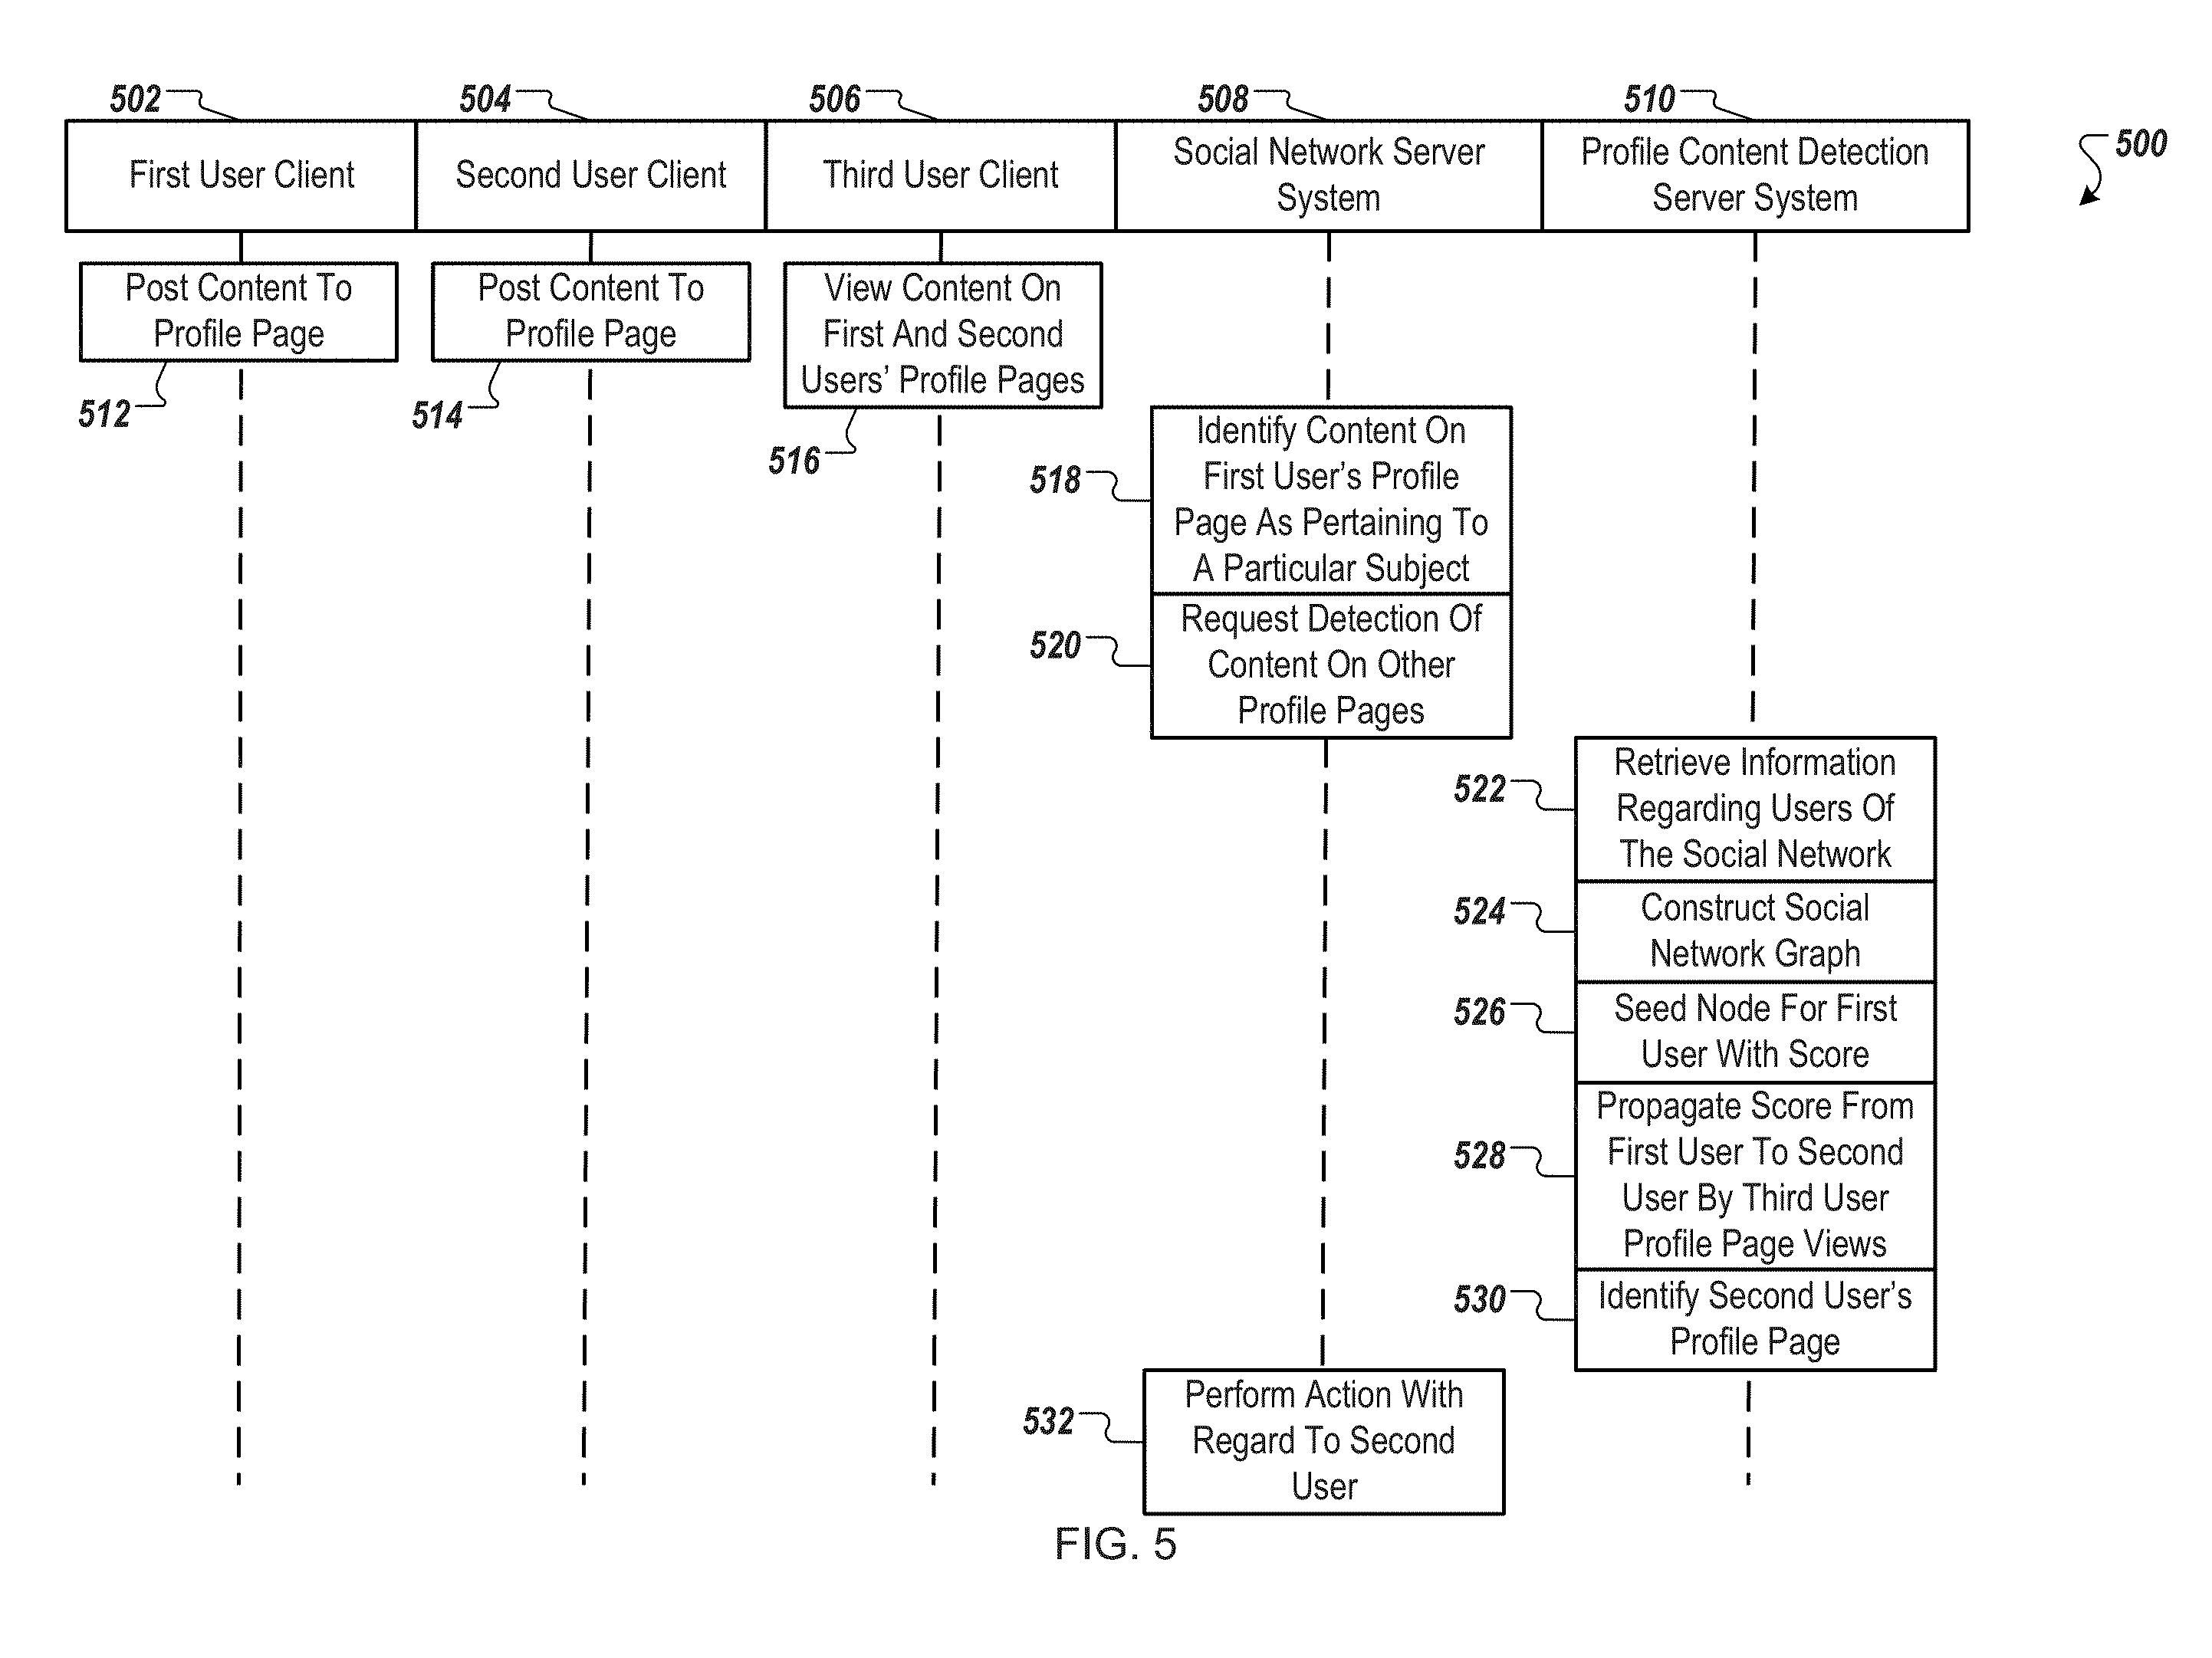 502
504
506
508
510
500
First User Client
Second User Client
Third User Client
Social Network Server
System
Profile Content Detection
Server System
Post Content To
Profile Page
512
Post Content To
Profile Page
514
View Content On
First And Second
Users' Profile Pages
516
518
Identify Content On
First User's Profile
Page As Pertaining To
A Particular Subject
520
Request Detection Of
Content On Other
Profile Pages
522
Retrieve Information
Regarding Users Of
The Social Network
524
Construct Social
Network Graph
526
Seed Node For First
User With Score
528
Propagate Score From
First User To Second
User By Third User
Profile Page Views
530
Identify Second User's
Profile Page
532
Perform Action With
Regard To Second
User
FIG. 5